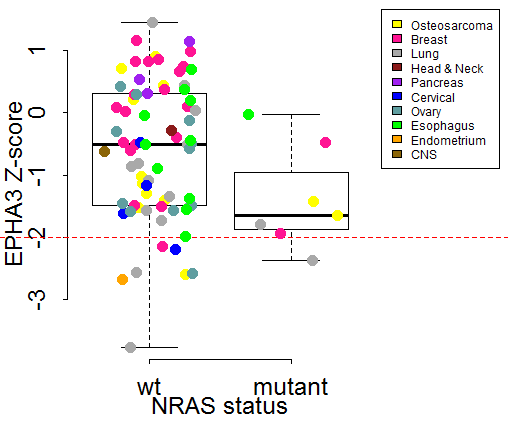 Osteosarcoma
Breast
Lung
Head & Neck
Pancreas
Cervical
Ovary
Esophagus
Endometrium
CNS
EPHA3 Z-score
1
0
-1
-2
-3
wt mutant
NRAS status